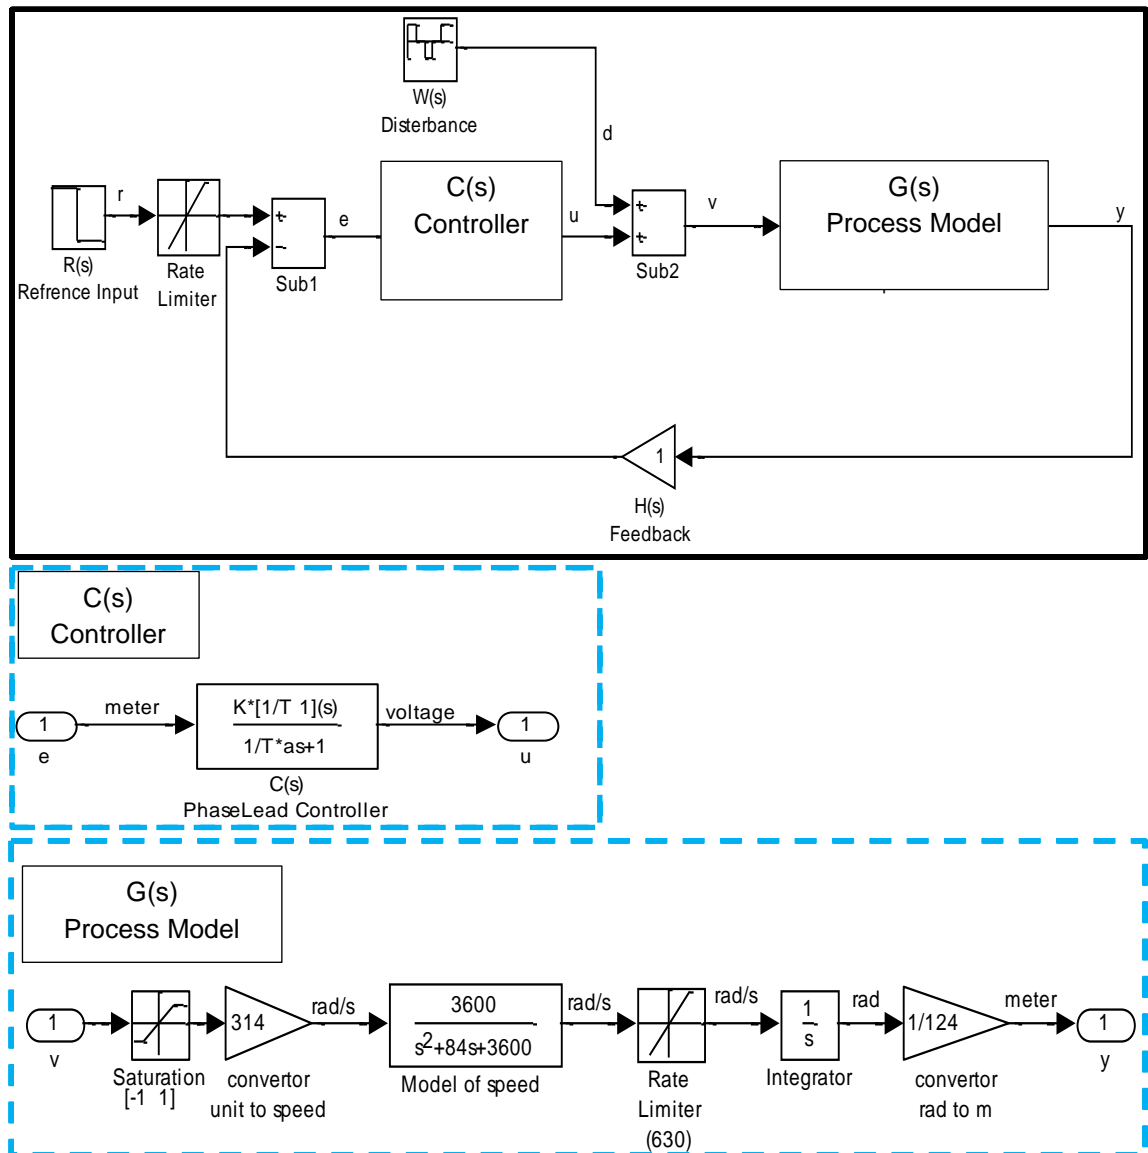 W(s)
Disterbance
d
r
R(s)
Refrence Input
Rate
Limiter
+
−
Sub1
e
C(s)
Controller
u
+
+
Sub2
v
G(s)
Process Model
y
1
H(s)
Feedback
C(s)
Controller
1
e
meter
K*[1/T 1](s)
1/T*as+1
C(s)
PhaseLead Controller
voltage
1
u
G(s)
Process Model
1
v
Saturation
[-1 1]
314
convertor
unit to speed
rad/s
3600
s²+84s+3600
Model of speed
rad/s
Rate
Limiter
(630)
rad/s
1
s
Integrator
rad
1/124
convertor
rad to m
meter
1
y